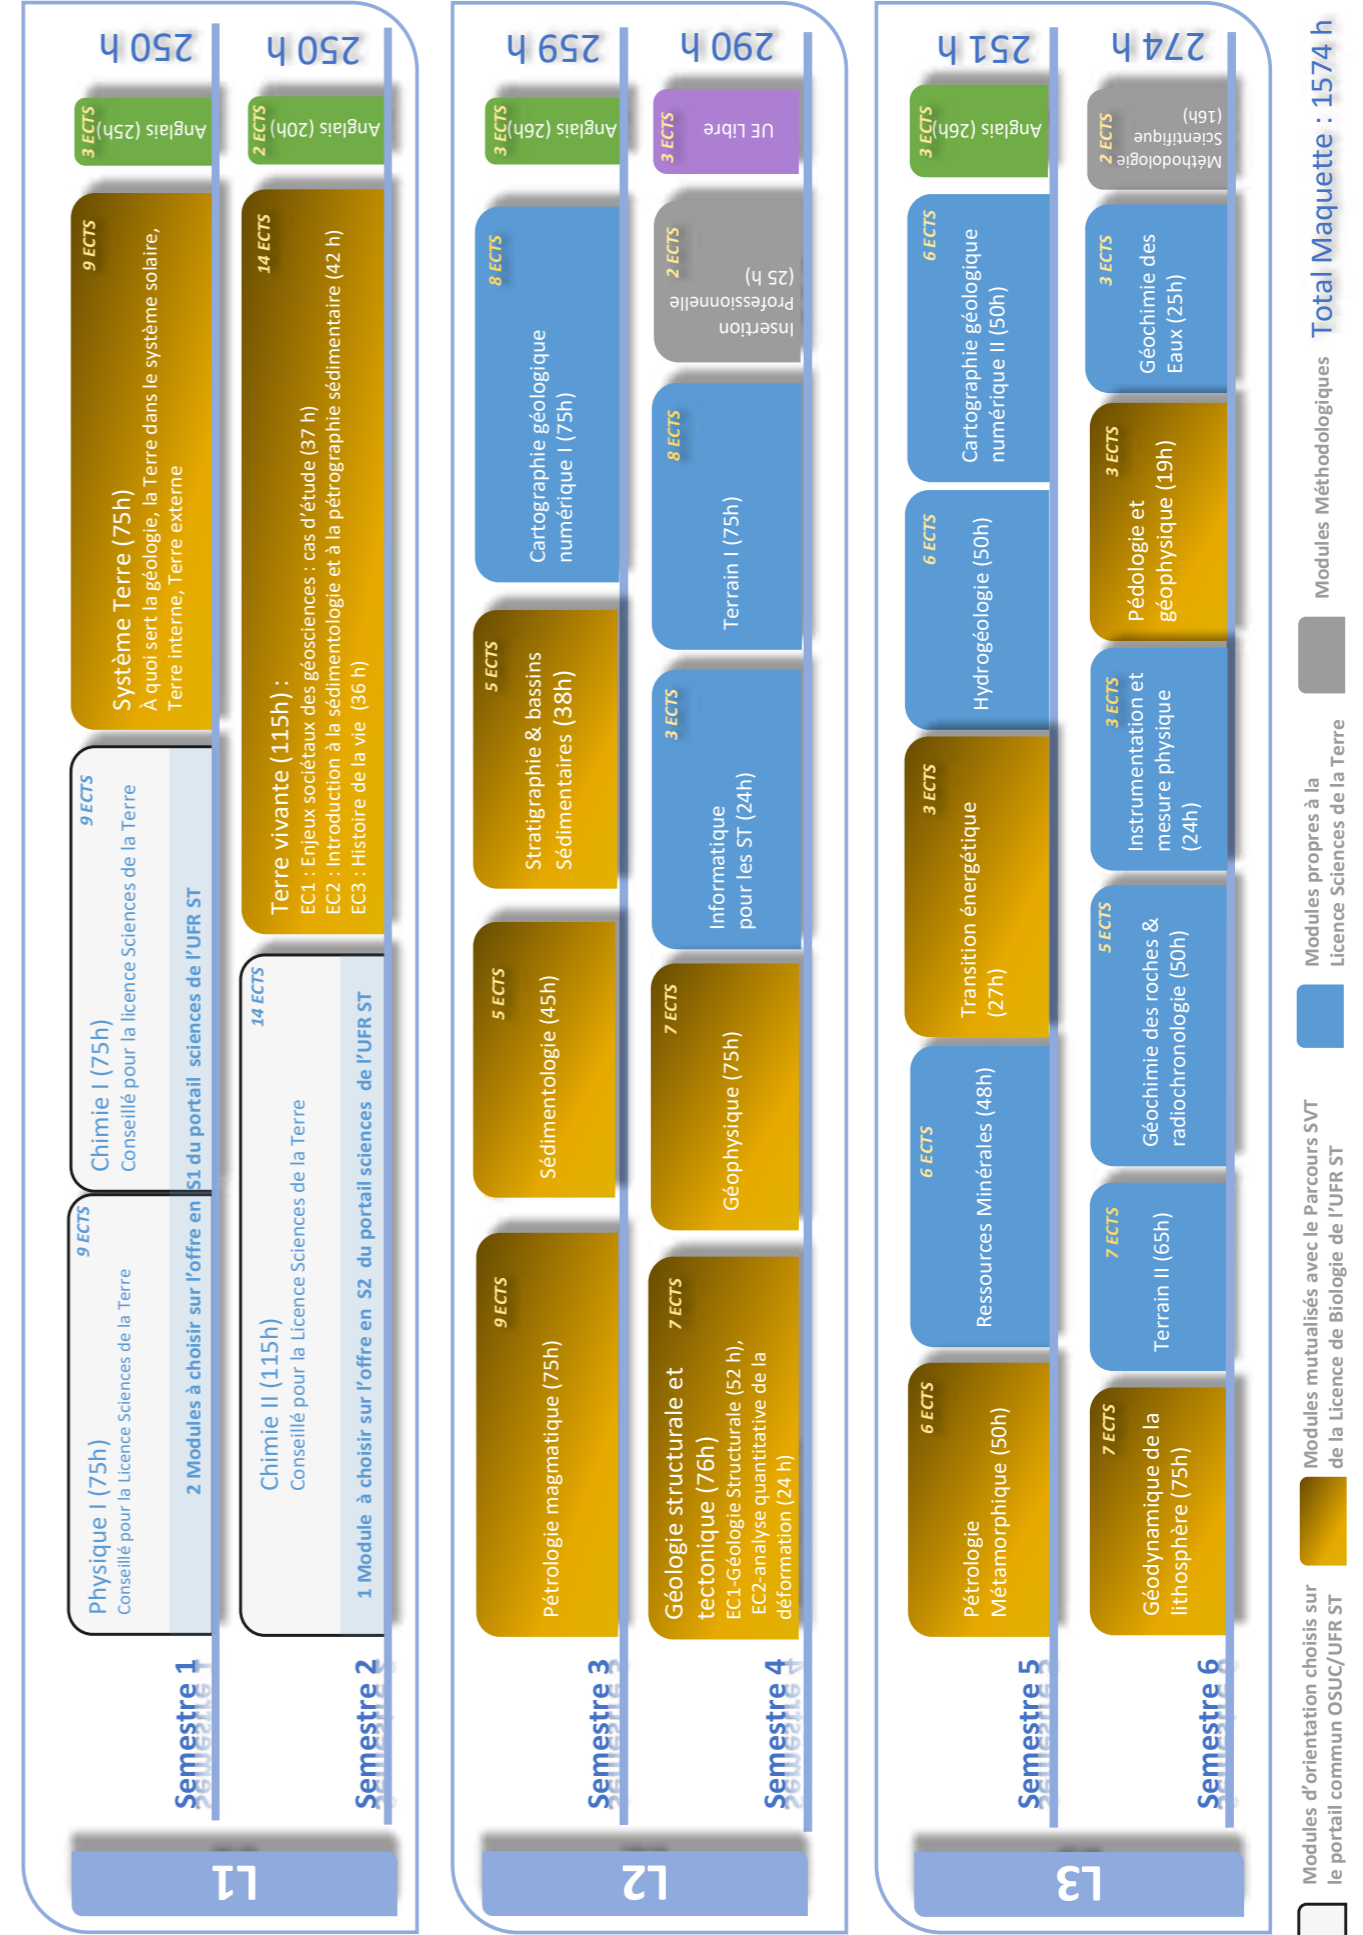 L1
Semestre 1
Physique I (75h)
Conseillé pour la Licence Sciences de la Terre
9 ECTS
Chimie I (75h)
Conseillé pour la licence Sciences de la Terre
9 ECTS
2 Modules à choisir sur l'offre en S1 du portail sciences de l'UFR ST
Système Terre (75h)
À quoi sert la géologie, la Terre dans le système solaire,
Terre interne, Terre externe
9 ECTS
Anglais (25h)
3 ECTS
250 h
Semestre 2
Chimie II (115h)
Conseillé pour la Licence Sciences de la Terre
14 ECTS
1 Module à choisir sur l'offre en S2 du portail sciences de l'UFR ST
Terre vivante (115h) :
EC1 : Enjeux sociétaux des géosciences : cas d'étude (37 h)
EC2 : Introduction à la sédimentologie et à la pétrographie sédimentaire (42 h)
EC3 : Histoire de la vie (36 h)
14 ECTS
Anglais (20h)
2 ECTS
250 h
L2
Semestre 3
Pétrologie magmatique (75h)
9 ECTS
Sédimentologie (45h)
5 ECTS
Stratigraphie & bassins
Sédimentaires (38h)
5 ECTS
Cartographie géologique
numérique I (75h)
8 ECTS
Anglais (26h)
3 ECTS
259 h
Semestre 4
Géologie structurale et
tectonique (76h)
EC1-Géologie Structurale (52 h),
EC2-analyse quantitative de la
déformation (24 h)
7 ECTS
Géophysique (75h)
7 ECTS
Informatique
pour les ST (24h)
3 ECTS
Terrain I (75h)
8 ECTS
Insertion
Professionnelle
(25 h)
2 ECTS
UE Libre
3 ECTS
290 h
L3
Semestre 5
Pétrologie
Métamorphique (50h)
6 ECTS
Ressources Minérales (48h)
6 ECTS
Transition énergétique
(27h)
3 ECTS
Hydrogéologie (50h)
6 ECTS
Cartographie géologique
numérique II (50h)
6 ECTS
Anglais (26h)
3 ECTS
251 h
Semestre 6
Géodynamique de la
lithosphère (75h)
7 ECTS
Terrain II (65h)
7 ECTS
Géochimie des roches &
radiochronologie (50h)
5 ECTS
Instrumentation et
mesure physique
(24h)
3 ECTS
Pédologie et
géophysique (19h)
3 ECTS
Géochimie des
Eaux (25h)
3 ECTS
Méthodologie
Scientifique
(16h)
2 ECTS
274 h
Modules d'orientation choisis sur
le portail commun OSUC/UFR ST
Modules mutualisés avec le Parcours SVT
de la Licence de Biologie de l'UFR ST
Modules propres à la
Licence Sciences de la Terre
Modules Méthodologiques
Total Maquette : 1574 h